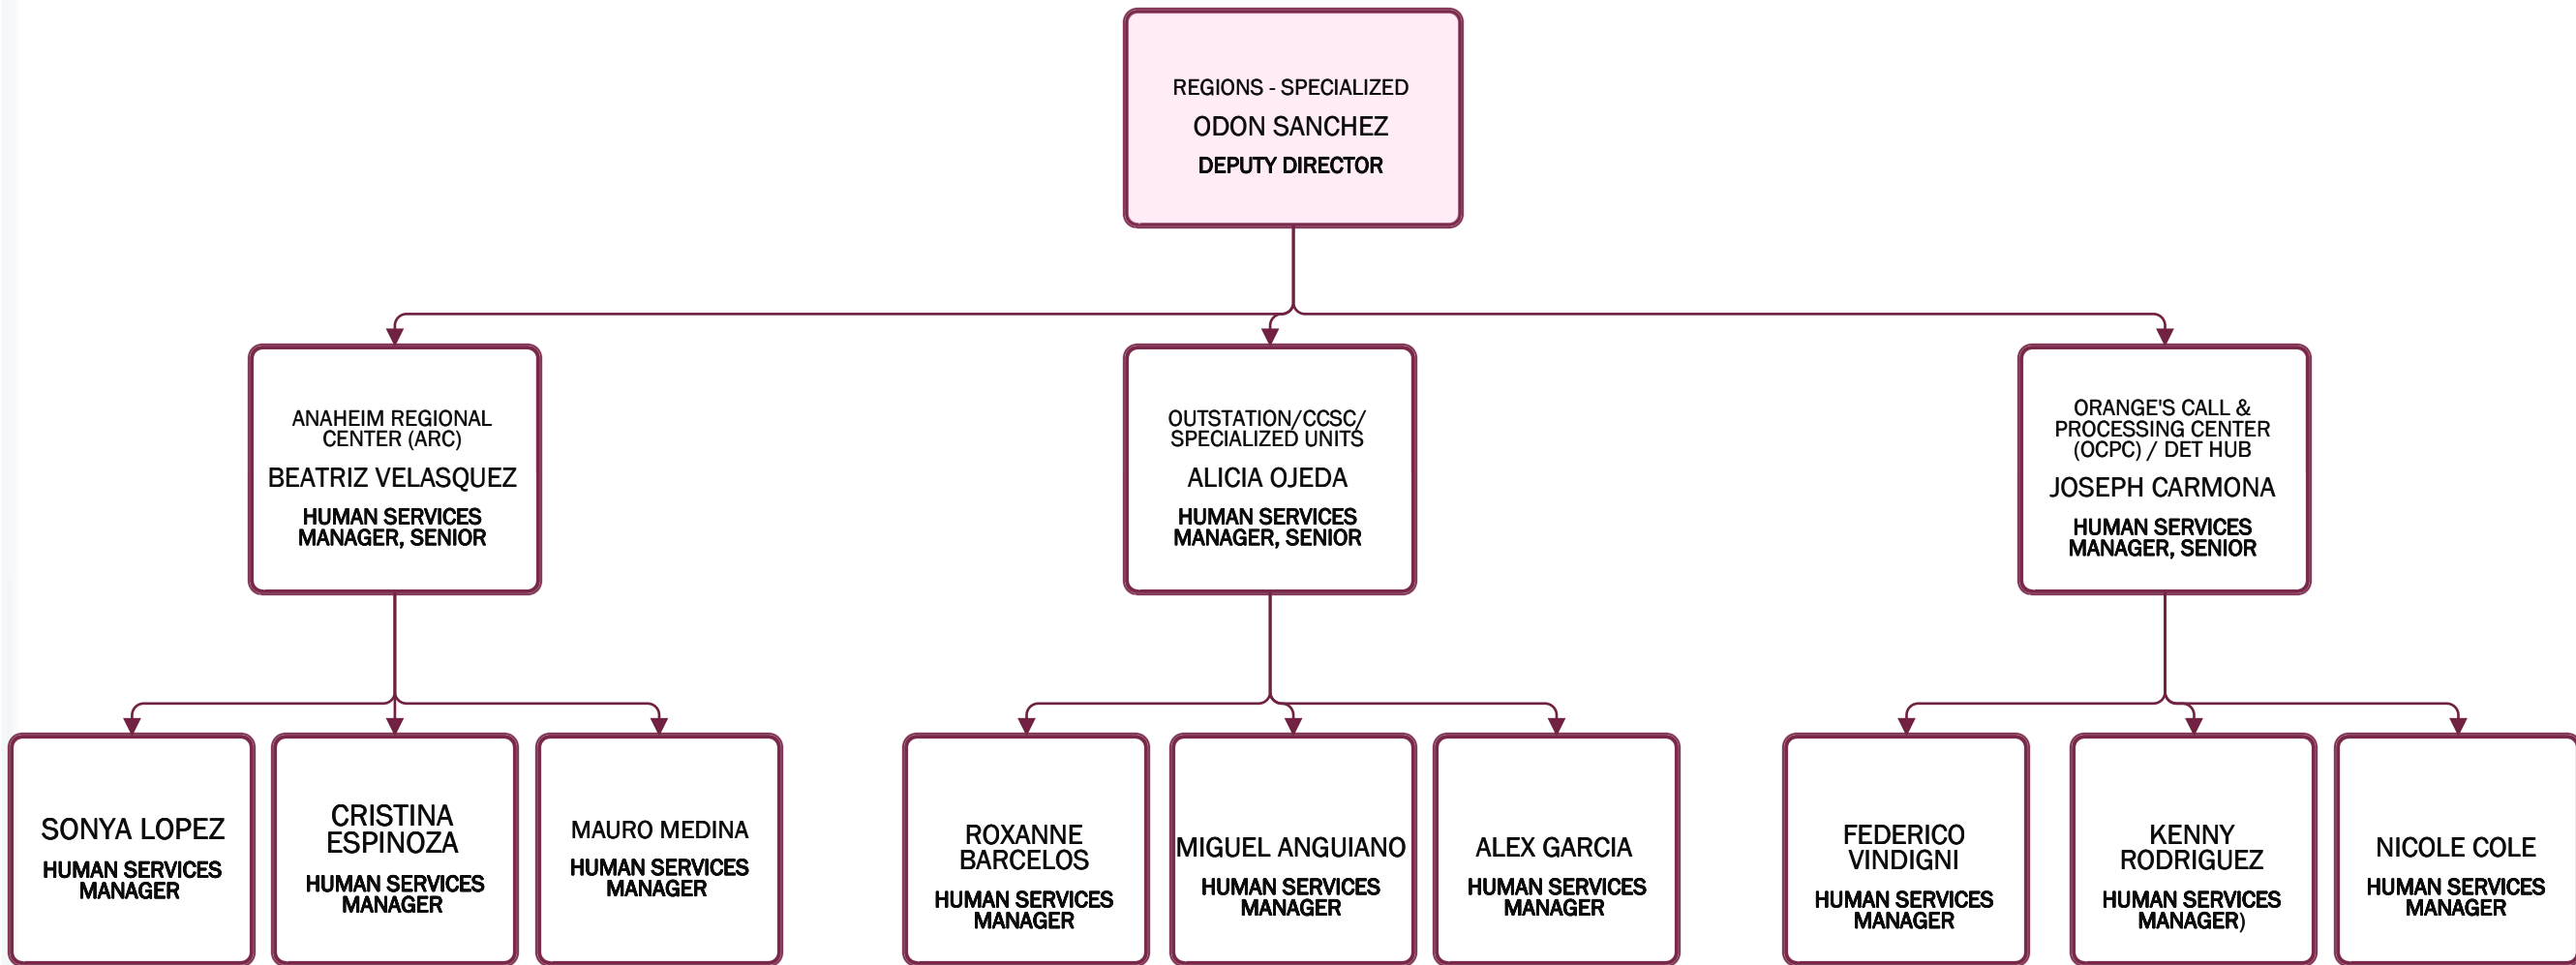 REGIONS - SPECIALIZED
ODON SANCHEZ
DEPUTY DIRECTOR
ANAHEIM REGIONAL
CENTER (ARC)
BEATRIZ VELASQUEZ
HUMAN SERVICES
MANAGER, SENIOR
OUTSTATION/CCSC/
SPECIALIZED UNITS
ALICIA OJEDA
HUMAN SERVICES
MANAGER, SENIOR
ORANGE'S CALL &
PROCESSING CENTER
(OCPC) / DET HUB
JOSEPH CARMONA
HUMAN SERVICES
MANAGER, SENIOR
SONYA LOPEZ
HUMAN SERVICES
MANAGER
CRISTINA
ESPINOZA
HUMAN SERVICES
MANAGER
MAURO MEDINA
HUMAN SERVICES
MANAGER
ROXANNE
BARCELOS
HUMAN SERVICES
MANAGER
MIGUEL ANGUIANO
HUMAN SERVICES
MANAGER
ALEX GARCIA
HUMAN SERVICES
MANAGER
FEDERICO
VINDIGNI
HUMAN SERVICES
MANAGER
KENNY
RODRIGUEZ
HUMAN SERVICES
MANAGER)
NICOLE COLE
HUMAN SERVICES
MANAGER